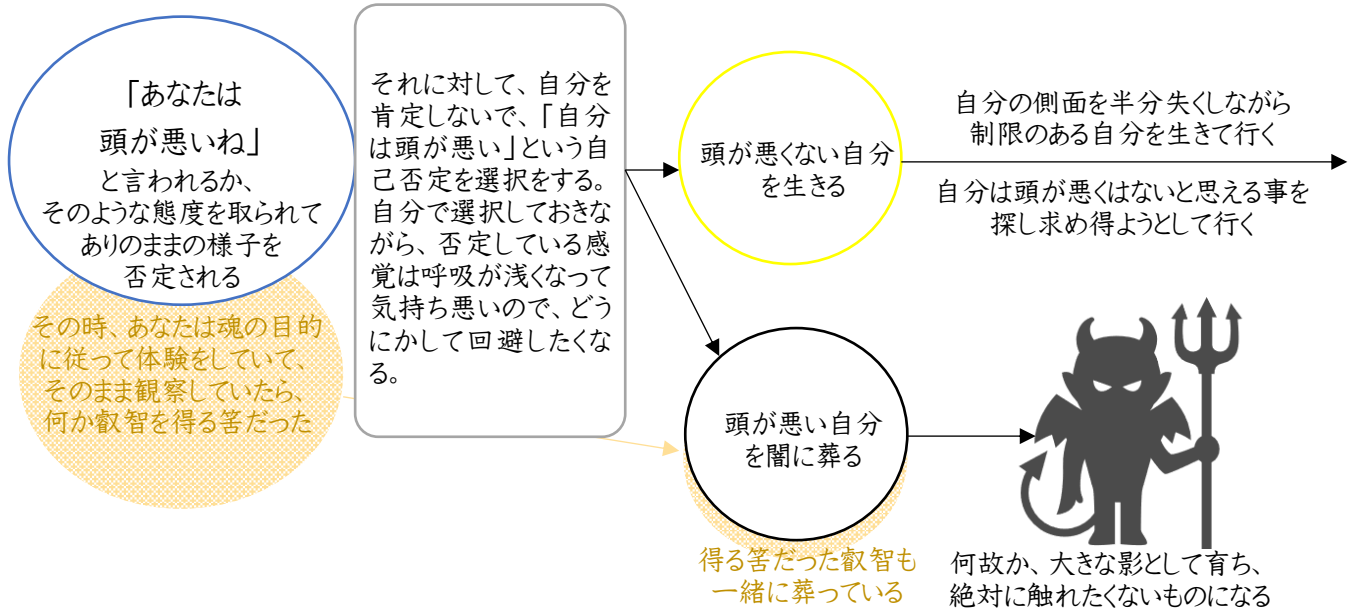 「あなたは
頭が悪いね」
と言われるか、
そのような態度を取られて
ありのままの様子を
否定される
その時、あなたは魂の目的
に従って体験をしていて、
そのまま観察していたら、
何か叡智を得る筈だった
それに対して、自分を
肯定しないで、「自分
は頭が悪い」という自
己否定を選択をする。
自分で選択しておきな
がら、否定している感
覚は呼吸が浅くなって
気持ち悪いので、どう
にかして回避したくな
る。
頭が悪くない自分
を生きる
自分の側面を半分失くしながら
制限のある自分を生きて行く
自分は頭が悪くはないと思える事を
探し求め得ようとして行く
頭が悪い自分
を闇に葬る
得る筈だった叡智も
一緒に葬っている
何故か、大きな影として育ち、
絶対に触れたくないものになる